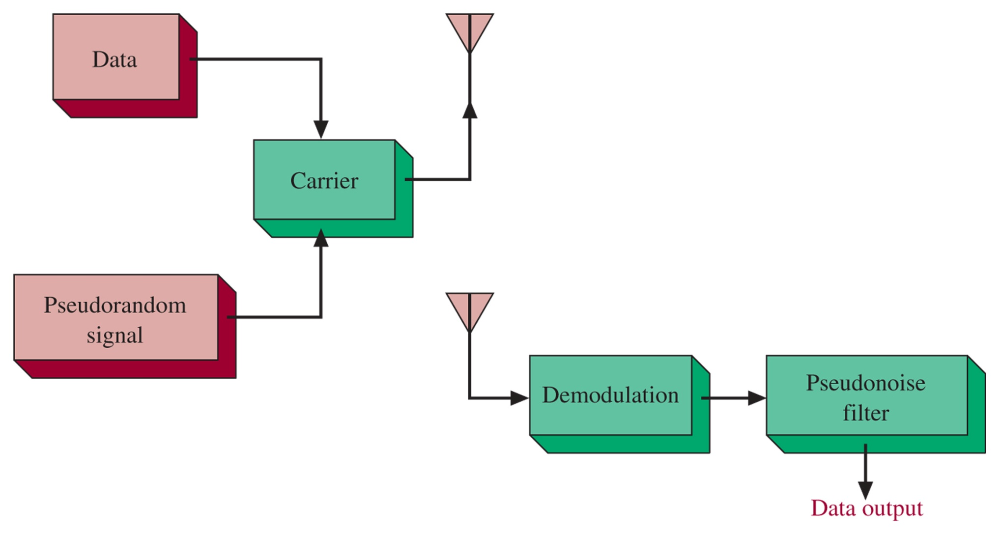 Data
Carrier
Pseudorandom
signal
Demodulation
Pseudonoise
filter
Data output